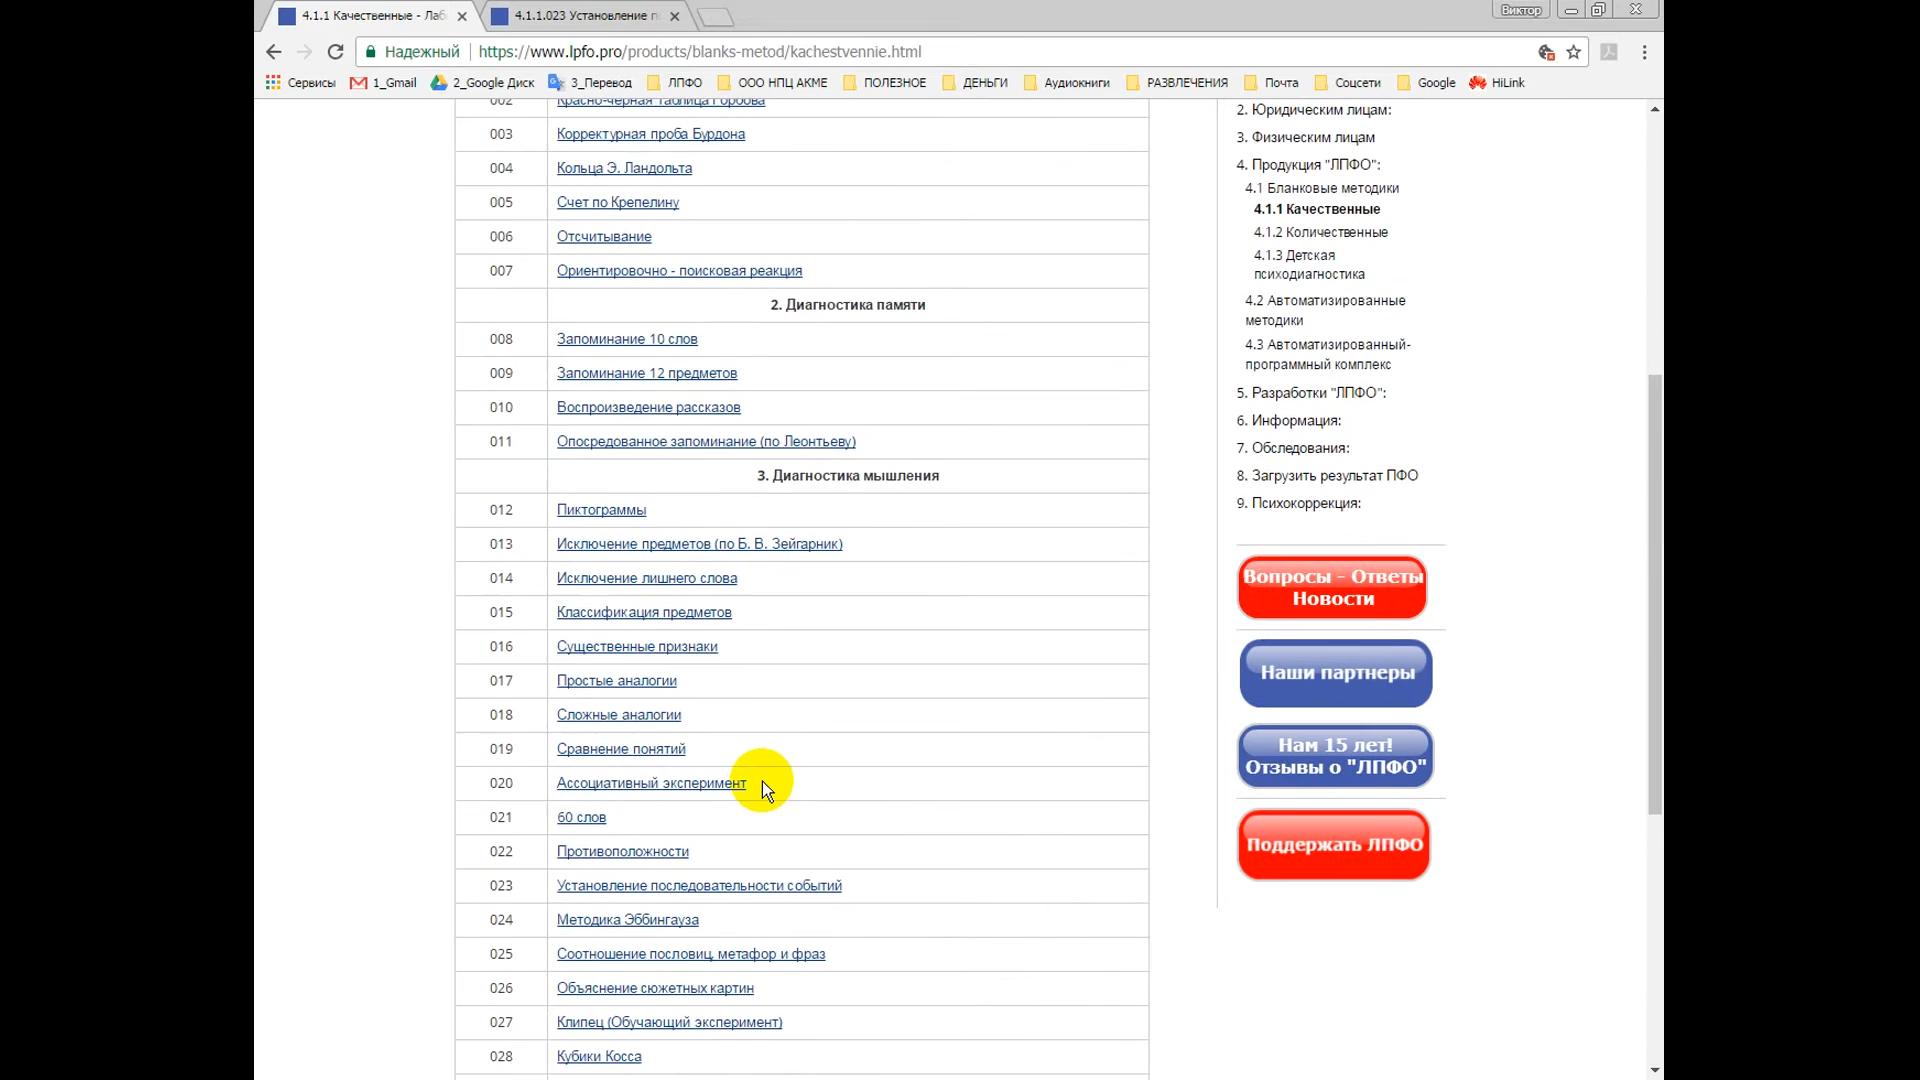 4.1.1 Качественные - Лаб
4.1.1.023 Установление п
Виктор
Надежный
https://www.lpfo.pro/products/blanks-metod/kachestvennie.html
Сервисы
1_Gmail
2_Google Диск
3_Перевод
ЛПФО
ООО НПЦ АКМЕ
ПОЛЕЗНОЕ
ДЕНЬГИ
Аудиокниги
РАЗВЛЕЧЕНИЯ
Почта
Соцсети
Google
HiLink
002 Красно-черная таблица Горбова
003 Корректурная проба Бурдона
004 Кольца Э. Ландольта
005 Счет по Крепелину
006 Отсчитывание
007 Ориентировочно - поисковая реакция
2. Диагностика памяти
008 Запоминание 10 слов
009 Запоминание 12 предметов
010 Воспроизведение рассказов
011 Опосредованное запоминание (по Леонтьеву)
3. Диагностика мышления
012 Пиктограммы
013 Исключение предметов (по Б. В. Зейгарник)
014 Исключение лишнего слова
015 Классификация предметов
016 Существенные признаки
017 Простые аналогии
018 Сложные аналогии
019 Сравнение понятий
020 Ассоциативный эксперимент
021 60 слов
022 Противоположности
023 Установление последовательности событий
024 Методика Эббингауза
025 Соотношение пословиц, метафор и фраз
026 Объяснение сюжетных картин
027 Клипец (Обучающий эксперимент)
028 Кубики Косса
2. Юридическим лицам:
3. Физическим лицам
4. Продукция "ЛПФО":
4.1 Бланковые методики
4.1.1 Качественные
4.1.2 Количественные
4.1.3 Детская
психодиагностика
4.2 Автоматизированные
методики
4.3 Автоматизированный-
программный комплекс
5. Разработки "ЛПФО":
6. Информация:
7. Обследования:
8. Загрузить результат ПФО
9. Психокоррекция:
Вопросы - Ответы
Новости
Наши партнеры
Нам 15 лет!
Отзывы о "ЛПФО"
Поддержать ЛПФО